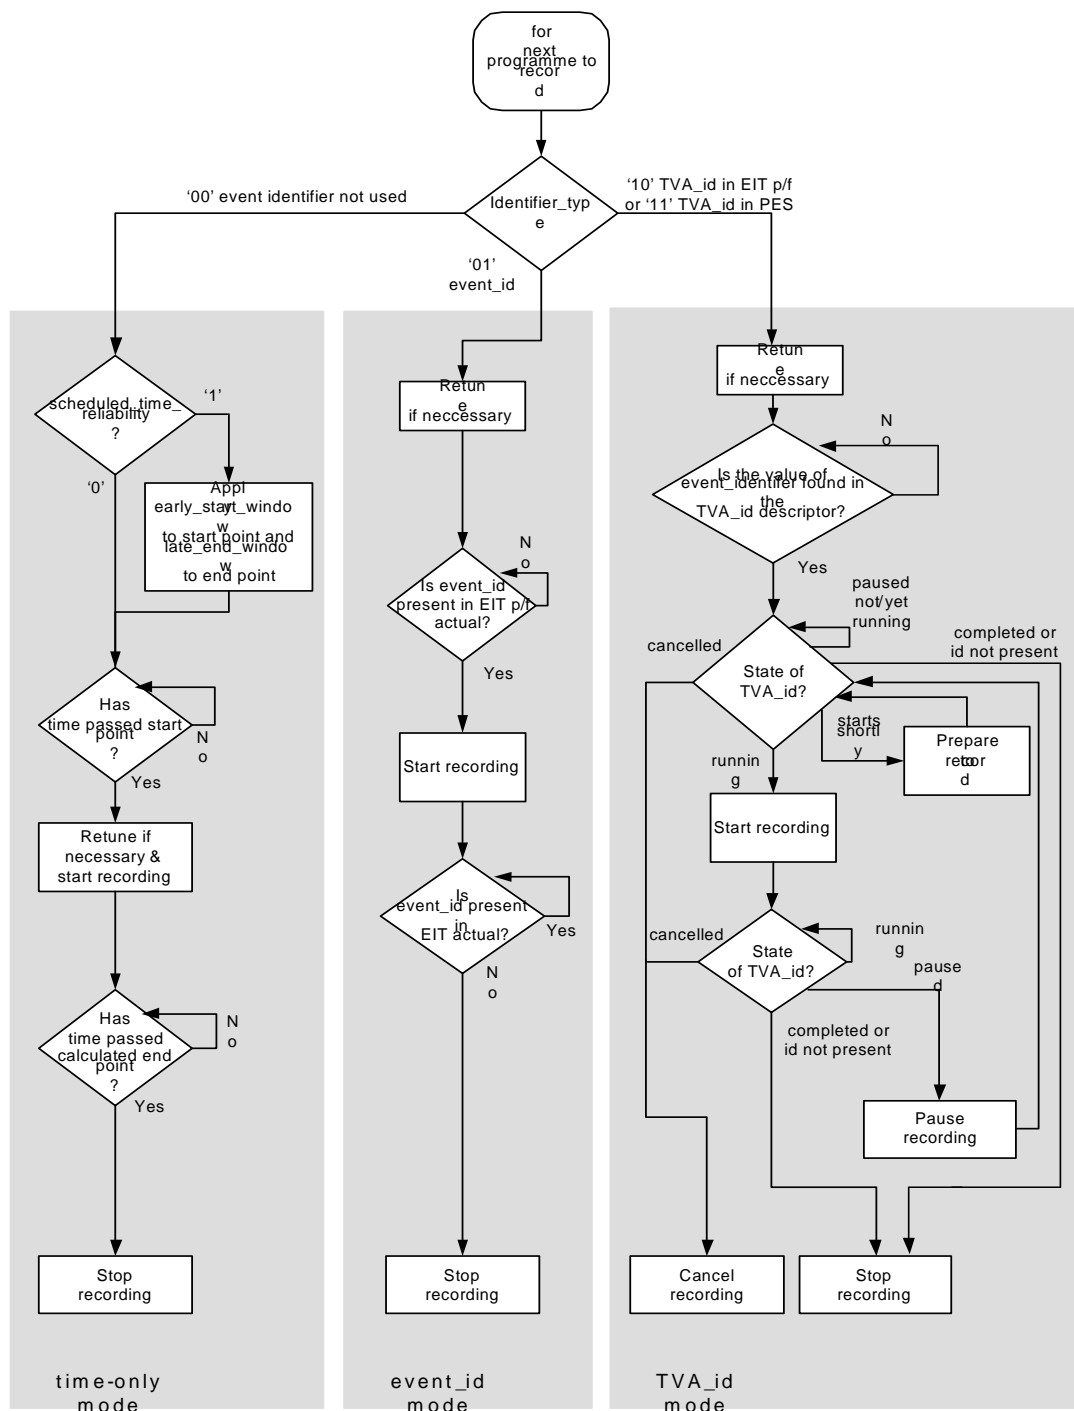 for
next
programme to
recor
d
‘00’ event identifier not used
Identifier_typ
e
‘10’ TVA_id in EIT p/f
or ‘11’ TVA_id in PES
‘01’
event_id
scheduled_time_
reliability
?
‘1’
‘0’
Appl
y
early_start_windo
w
to start point and
late_end_windo
w
to end point
Has
time passed start
point
?
N
o
Yes
Retune if
necessary &
start recording
Has
time passed
calculated end
point
?
N
o
Yes
Stop
recording
time-only
mode
Retun
e
if neccessary
Is event_id
present in EIT p/f
actual?
N
o
Yes
Start recording
Is
event_id present
in
EIT actual?
Yes
N
o
Stop
recording
event_id
mode
Retun
e
if neccessary
Is the value of
event_identifer found in
the
TVA_id descriptor?
N
o
Yes
paused
not/yet
running
cancelled
State of
TVA_id?
completed or
id not present
starts
shortl
y
Prepare
to
recor
d
runnin
g
Start recording
cancelled
State
of TVA_id?
runnin
g
pause
d
completed or
id not present
Pause
recording
Cancel
recording
Stop
recording
TVA_id
mode